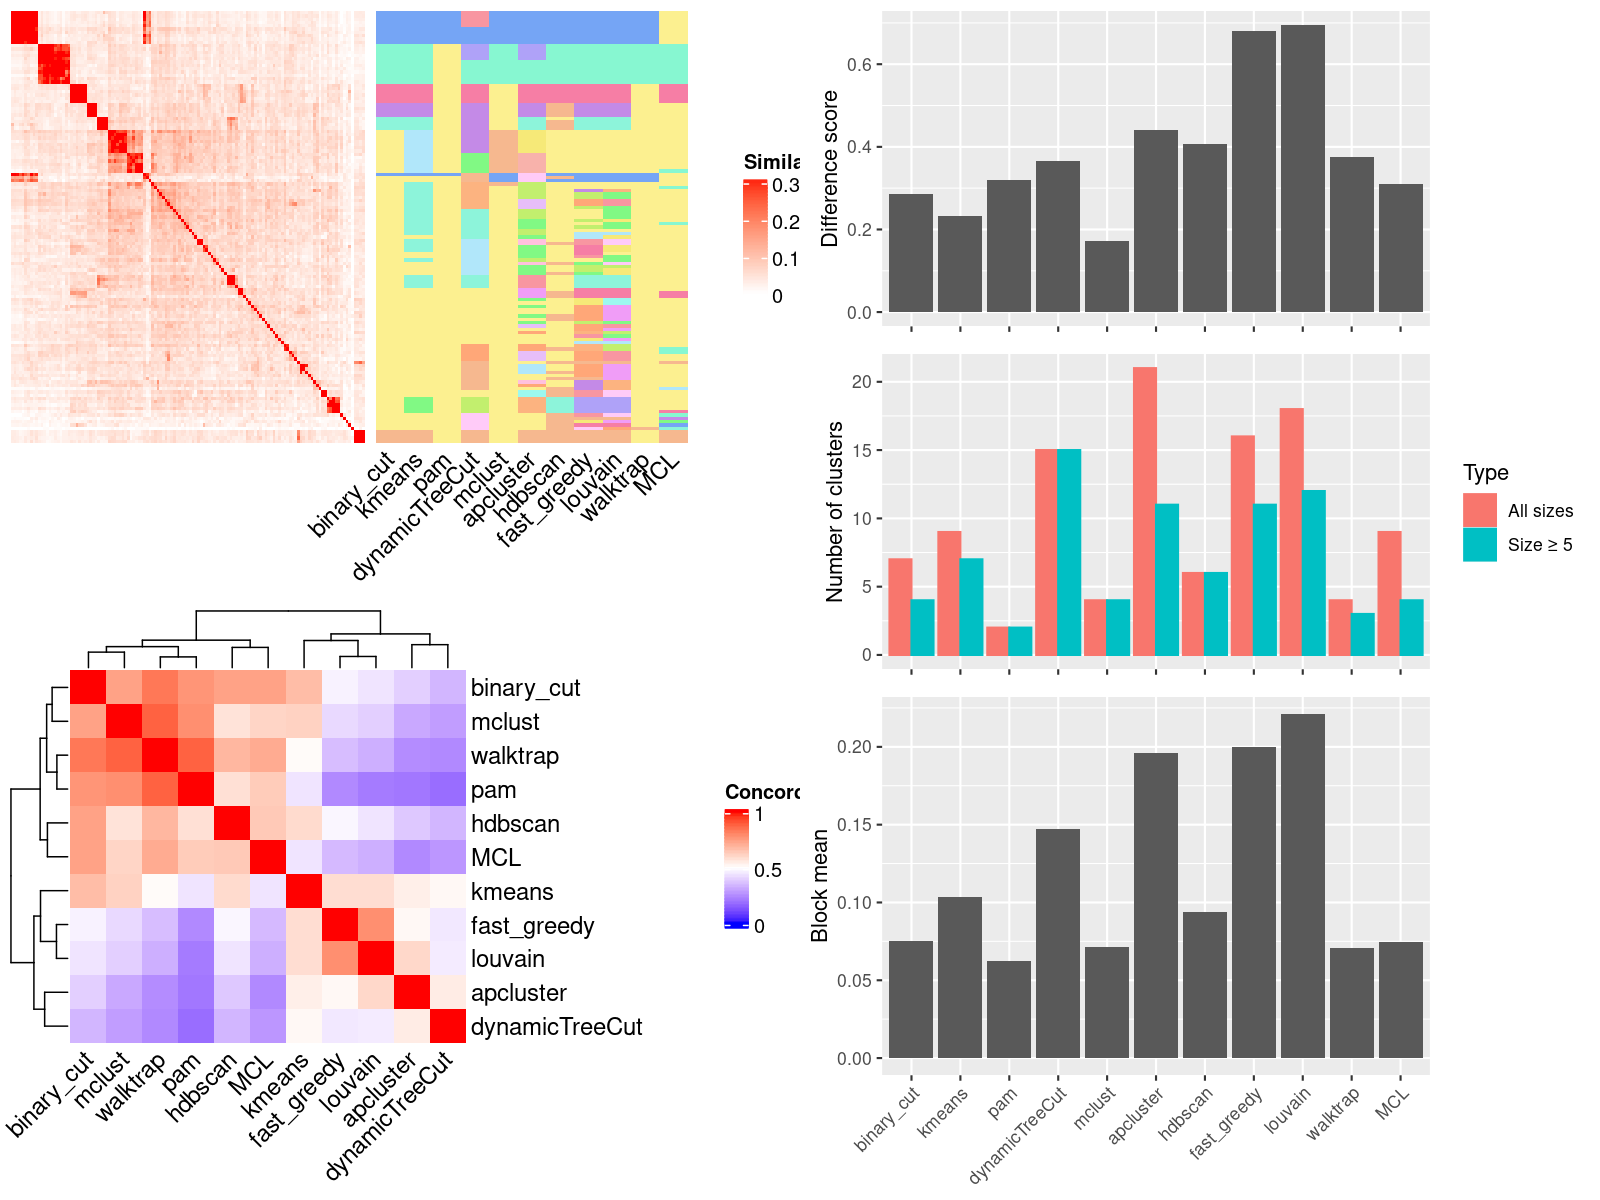 Simila
0.3
0.2
0.1
0
binary_cut
kmeans
pam
dynamicTreeCut
mclust
apcluster
hdbscan
fast_greedy
louvain
walktrap
MCL
binary_cut
mclust
walktrap
pam
hdbscan
MCL
kmeans
fast_greedy
louvain
apcluster
dynamicTreeCut
binary_cut
mclust
walktrap
pam
hdbscan
MCL
kmeans
fast_greedy
louvain
apcluster
dynamicTreeCut
Concord
1
0.5
0
Difference score
0.6
0.4
0.2
0.0
Number of clusters
20
15
10
5
0
Type
All sizes
Size ≥ 5
Block mean
0.20
0.15
0.10
0.05
0.00
binary_cut
kmeans
pam
dynamicTreeCut
mclust
apcluster
hdbscan
fast_greedy
louvain
walktrap
MCL